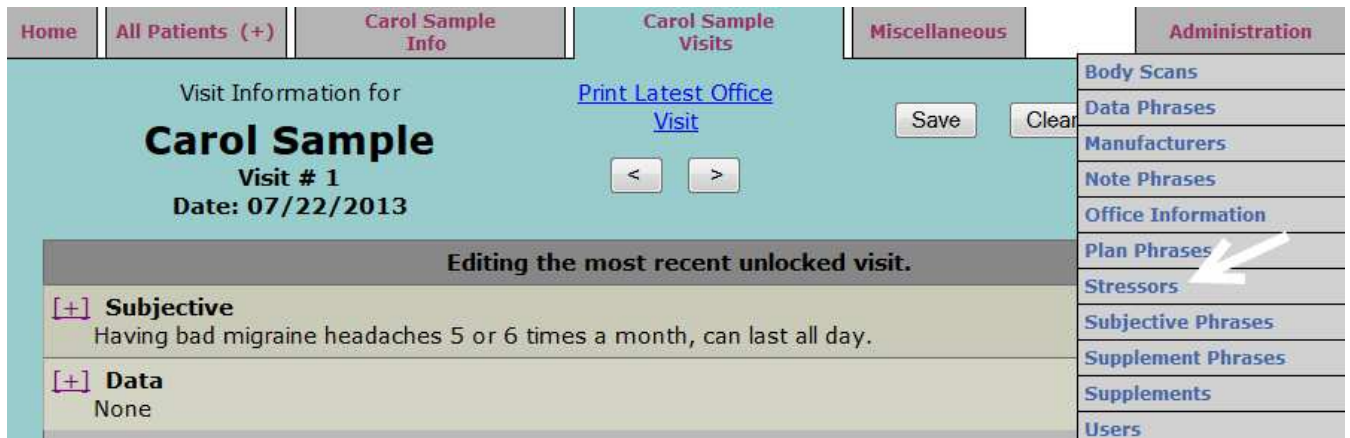 Home
All Patients (+)
Carol Sample
Info
Carol Sample
Visits
Miscellaneous
Administration
Visit Information for
Carol Sample
Visit # 1
Date: 07/22/2013
Print Latest Office
Visit
<
>
Save
Clear
Body Scans
Data Phrases
Manufacturers
Note Phrases
Office Information
Plan Phrases
Stressors
Subjective Phrases
Supplement Phrases
Supplements
Users
Editing the most recent unlocked visit.
[+] Subjective
Having bad migraine headaches 5 or 6 times a month, can last all day.
[+] Data
None